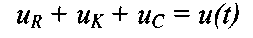 u_R + u_K + u_C = u(t)